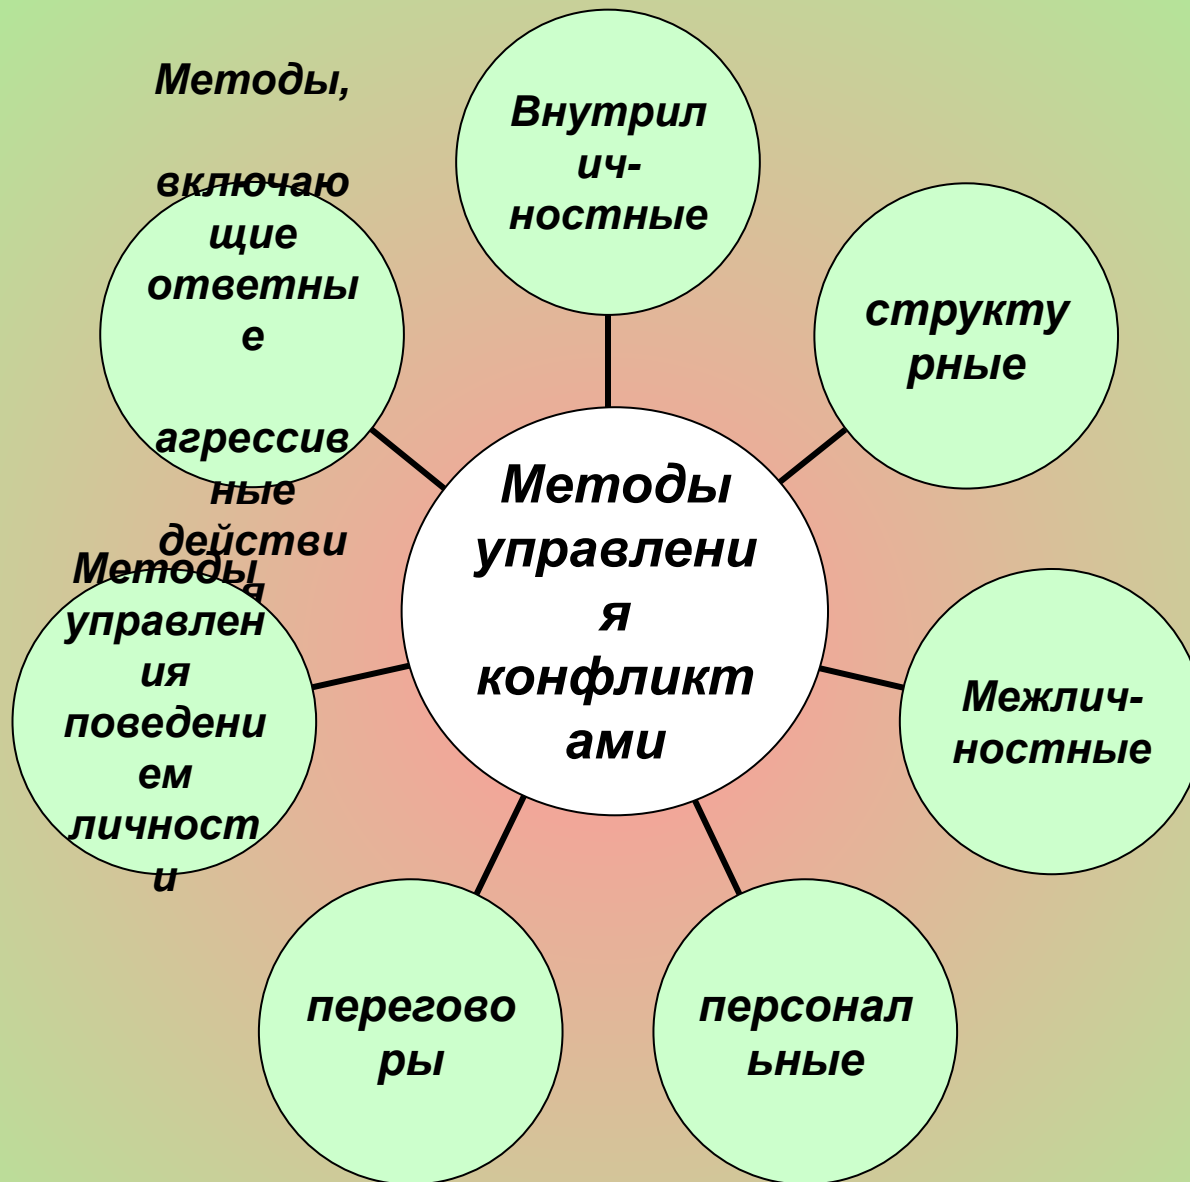 Методы,
включаю
щие
ответны
е
агрессив
ные
действи
я
Внутрил
ич-
ностные
структу
рные
Методы
управлени
я
конфликт
ами
Межлич-
ностные
персонал
ьные
перегово
ры
Методы
управлен
ия
поведени
ем
личност
и